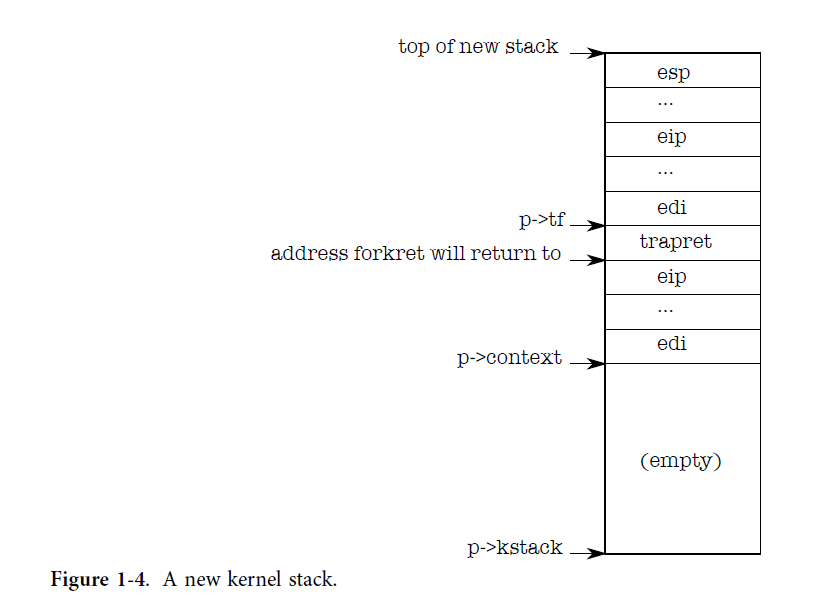 top of new stack
esp
...
eip
...
edi
p->tf
trapret
address forkret will return to
eip
...
edi
p->context
(empty)
p->kstack
Figure 1-4. A new kernel stack.